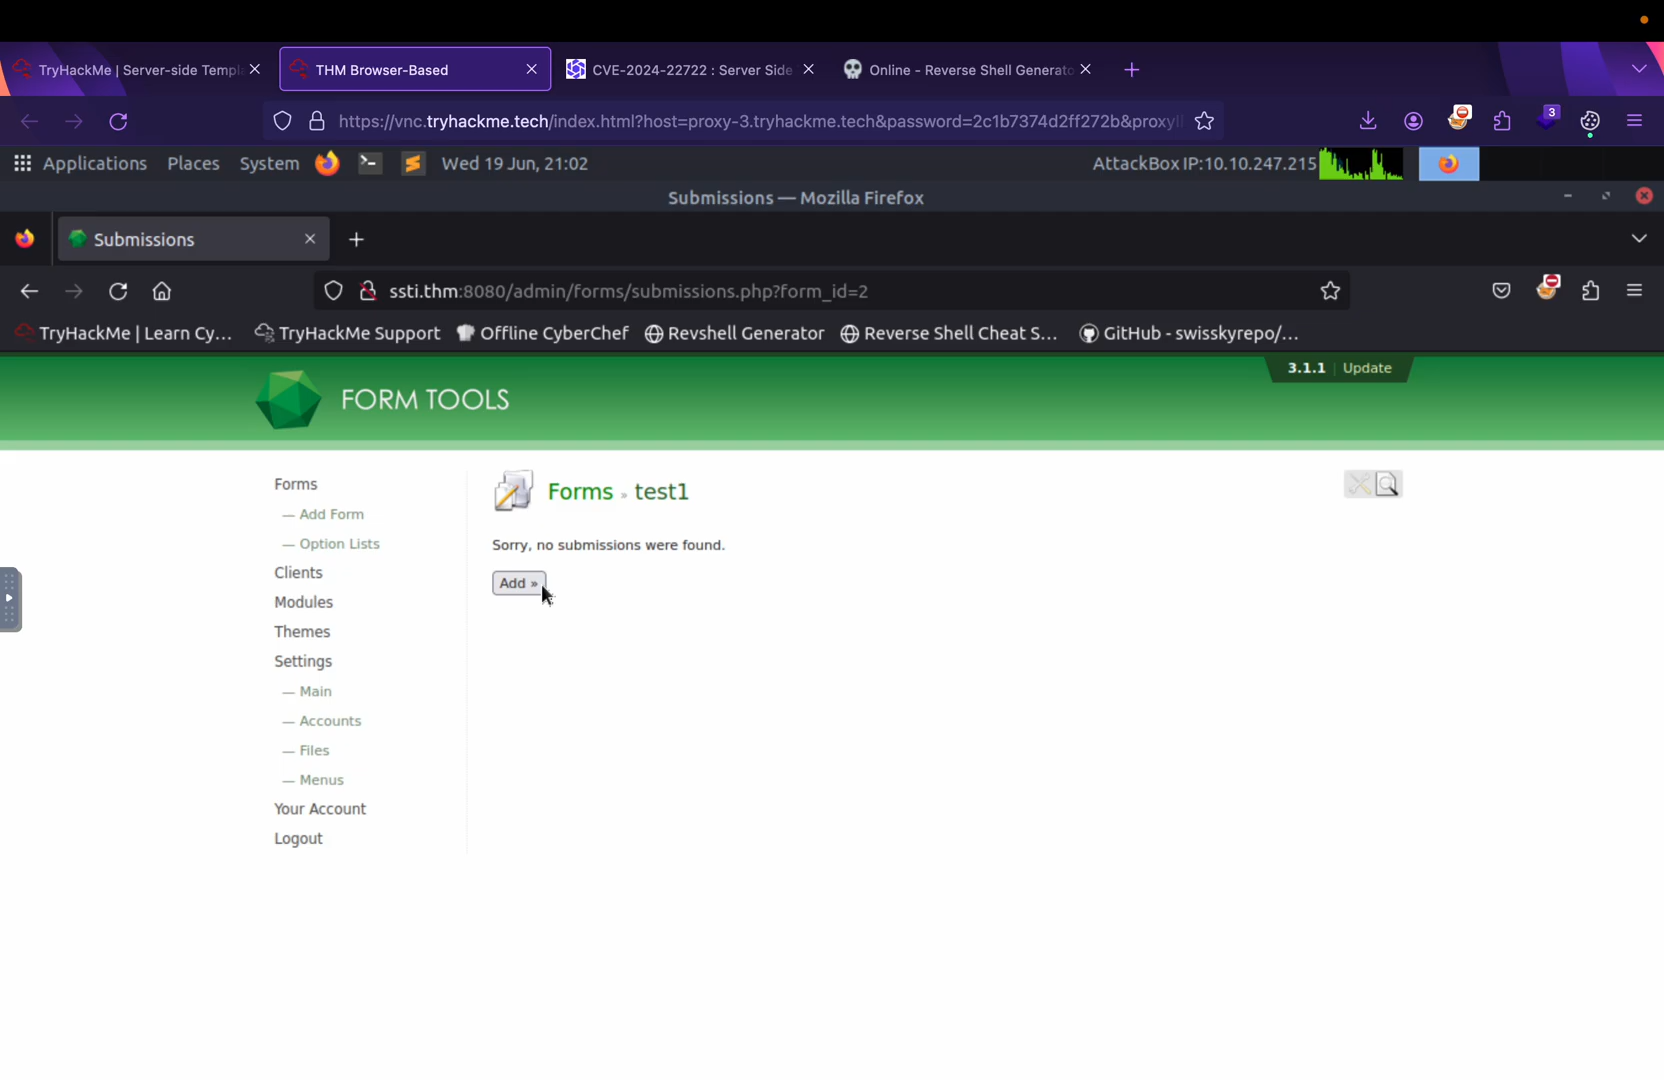 TryHackMe | Server-side Templ
THM Browser-Based
CVE-2024-22722 : Server Side
Online - Reverse Shell Generato
https://vnc.tryhackme.tech/index.html?host=proxy-3.tryhackme.tech&password=2c1b7374d2ff272b&proxyI
3
Applications
Places
System
Wed 19 Jun, 21:02
AttackBox IP:10.10.247.215
Submissions — Mozilla Firefox
Submissions
ssti.thm:8080/admin/forms/submissions.php?form_id=2
TryHackMe | Learn Cy...
TryHackMe Support
Offline CyberChef
Revshell Generator
Reverse Shell Cheat S...
GitHub - swisskyrepo/...
3.1.1 | Update
FORM TOOLS
Forms
— Add Form
— Option Lists
Clients
Modules
Themes
Settings
— Main
— Accounts
— Files
— Menus
Your Account
Logout
Forms » test1
Sorry, no submissions were found.
Add »